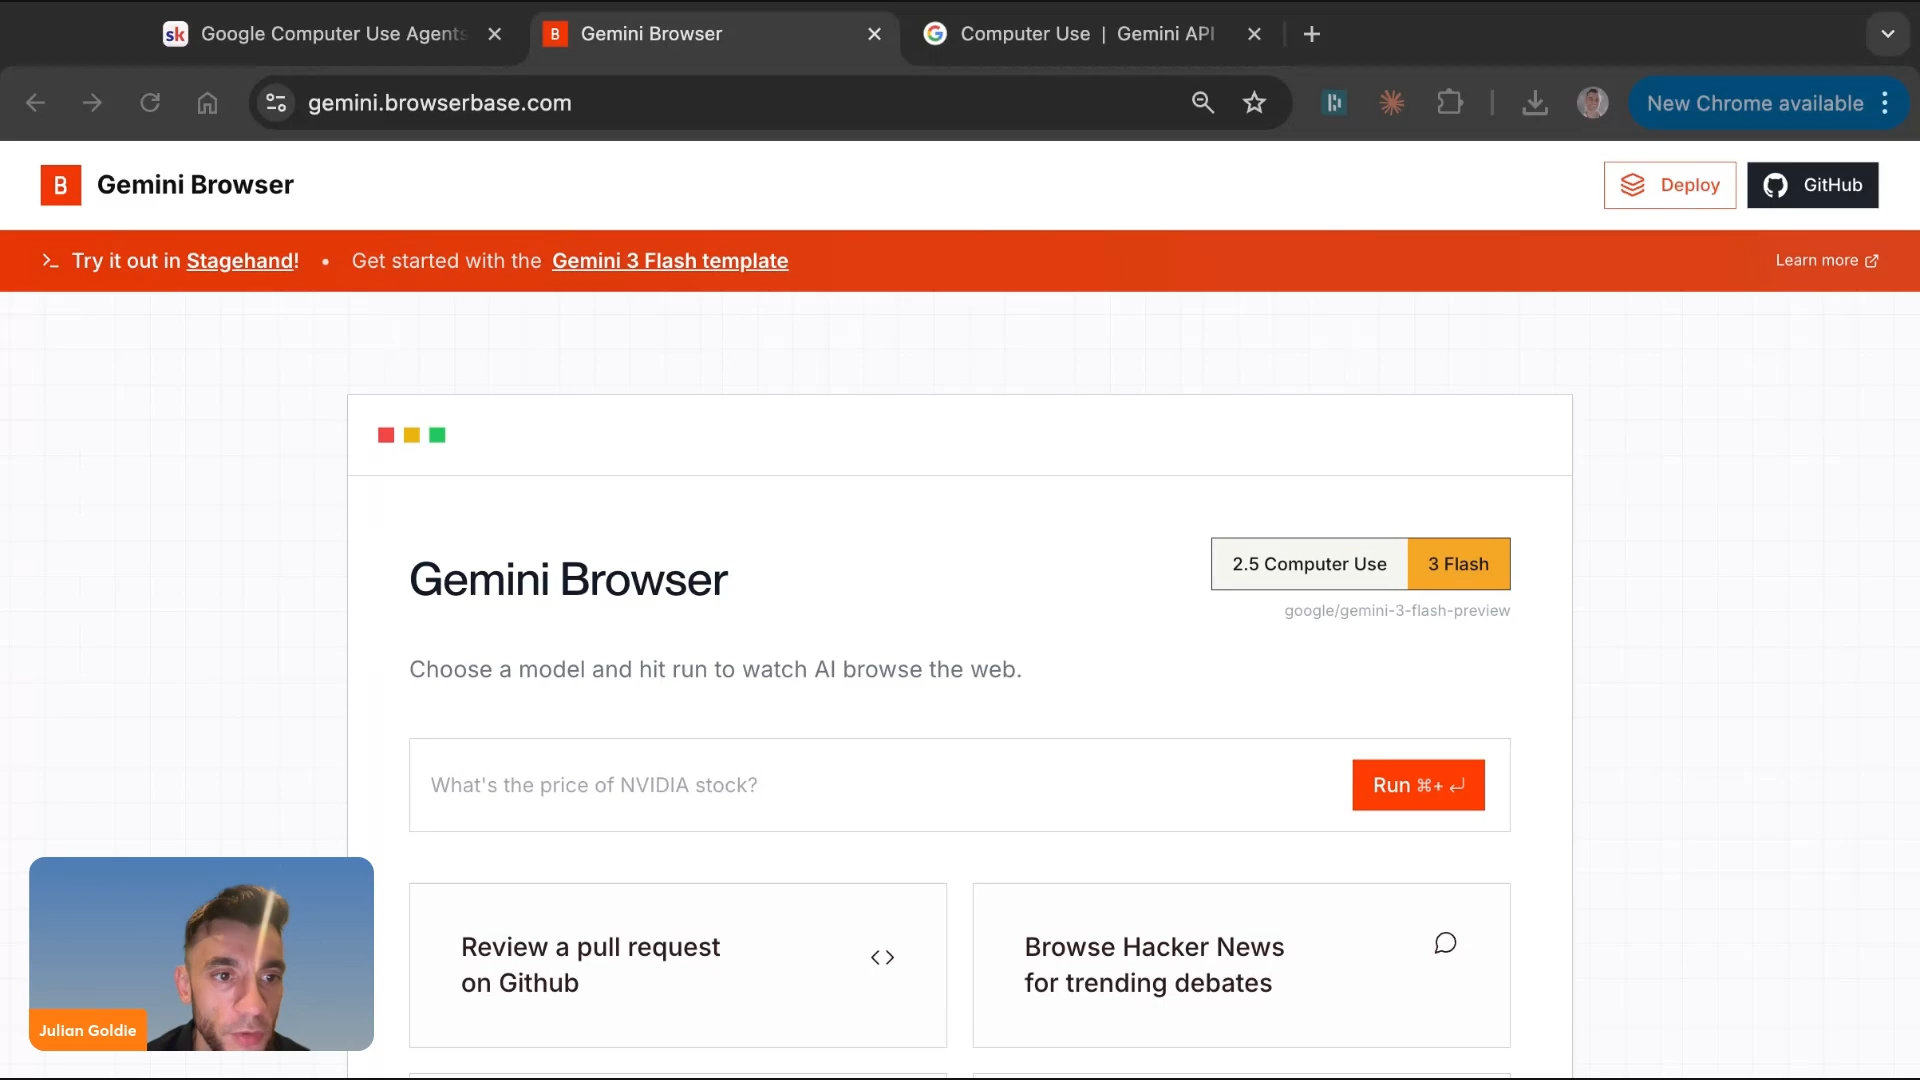 sk Google Computer Use Agents
B Gemini Browser
Computer Use | Gemini API
gemini.browserbase.com
New Chrome available
B Gemini Browser
Deploy
GitHub
Try it out in Stagehand! • Get started with the Gemini 3 Flash template
Learn more
Gemini Browser
2.5 Computer Use
3 Flash
google/gemini-3-flash-preview
Choose a model and hit run to watch AI browse the web.
What's the price of NVIDIA stock?
Run ⌘+
Review a pull request
on Github
Browse Hacker News
for trending debates
Julian Goldie